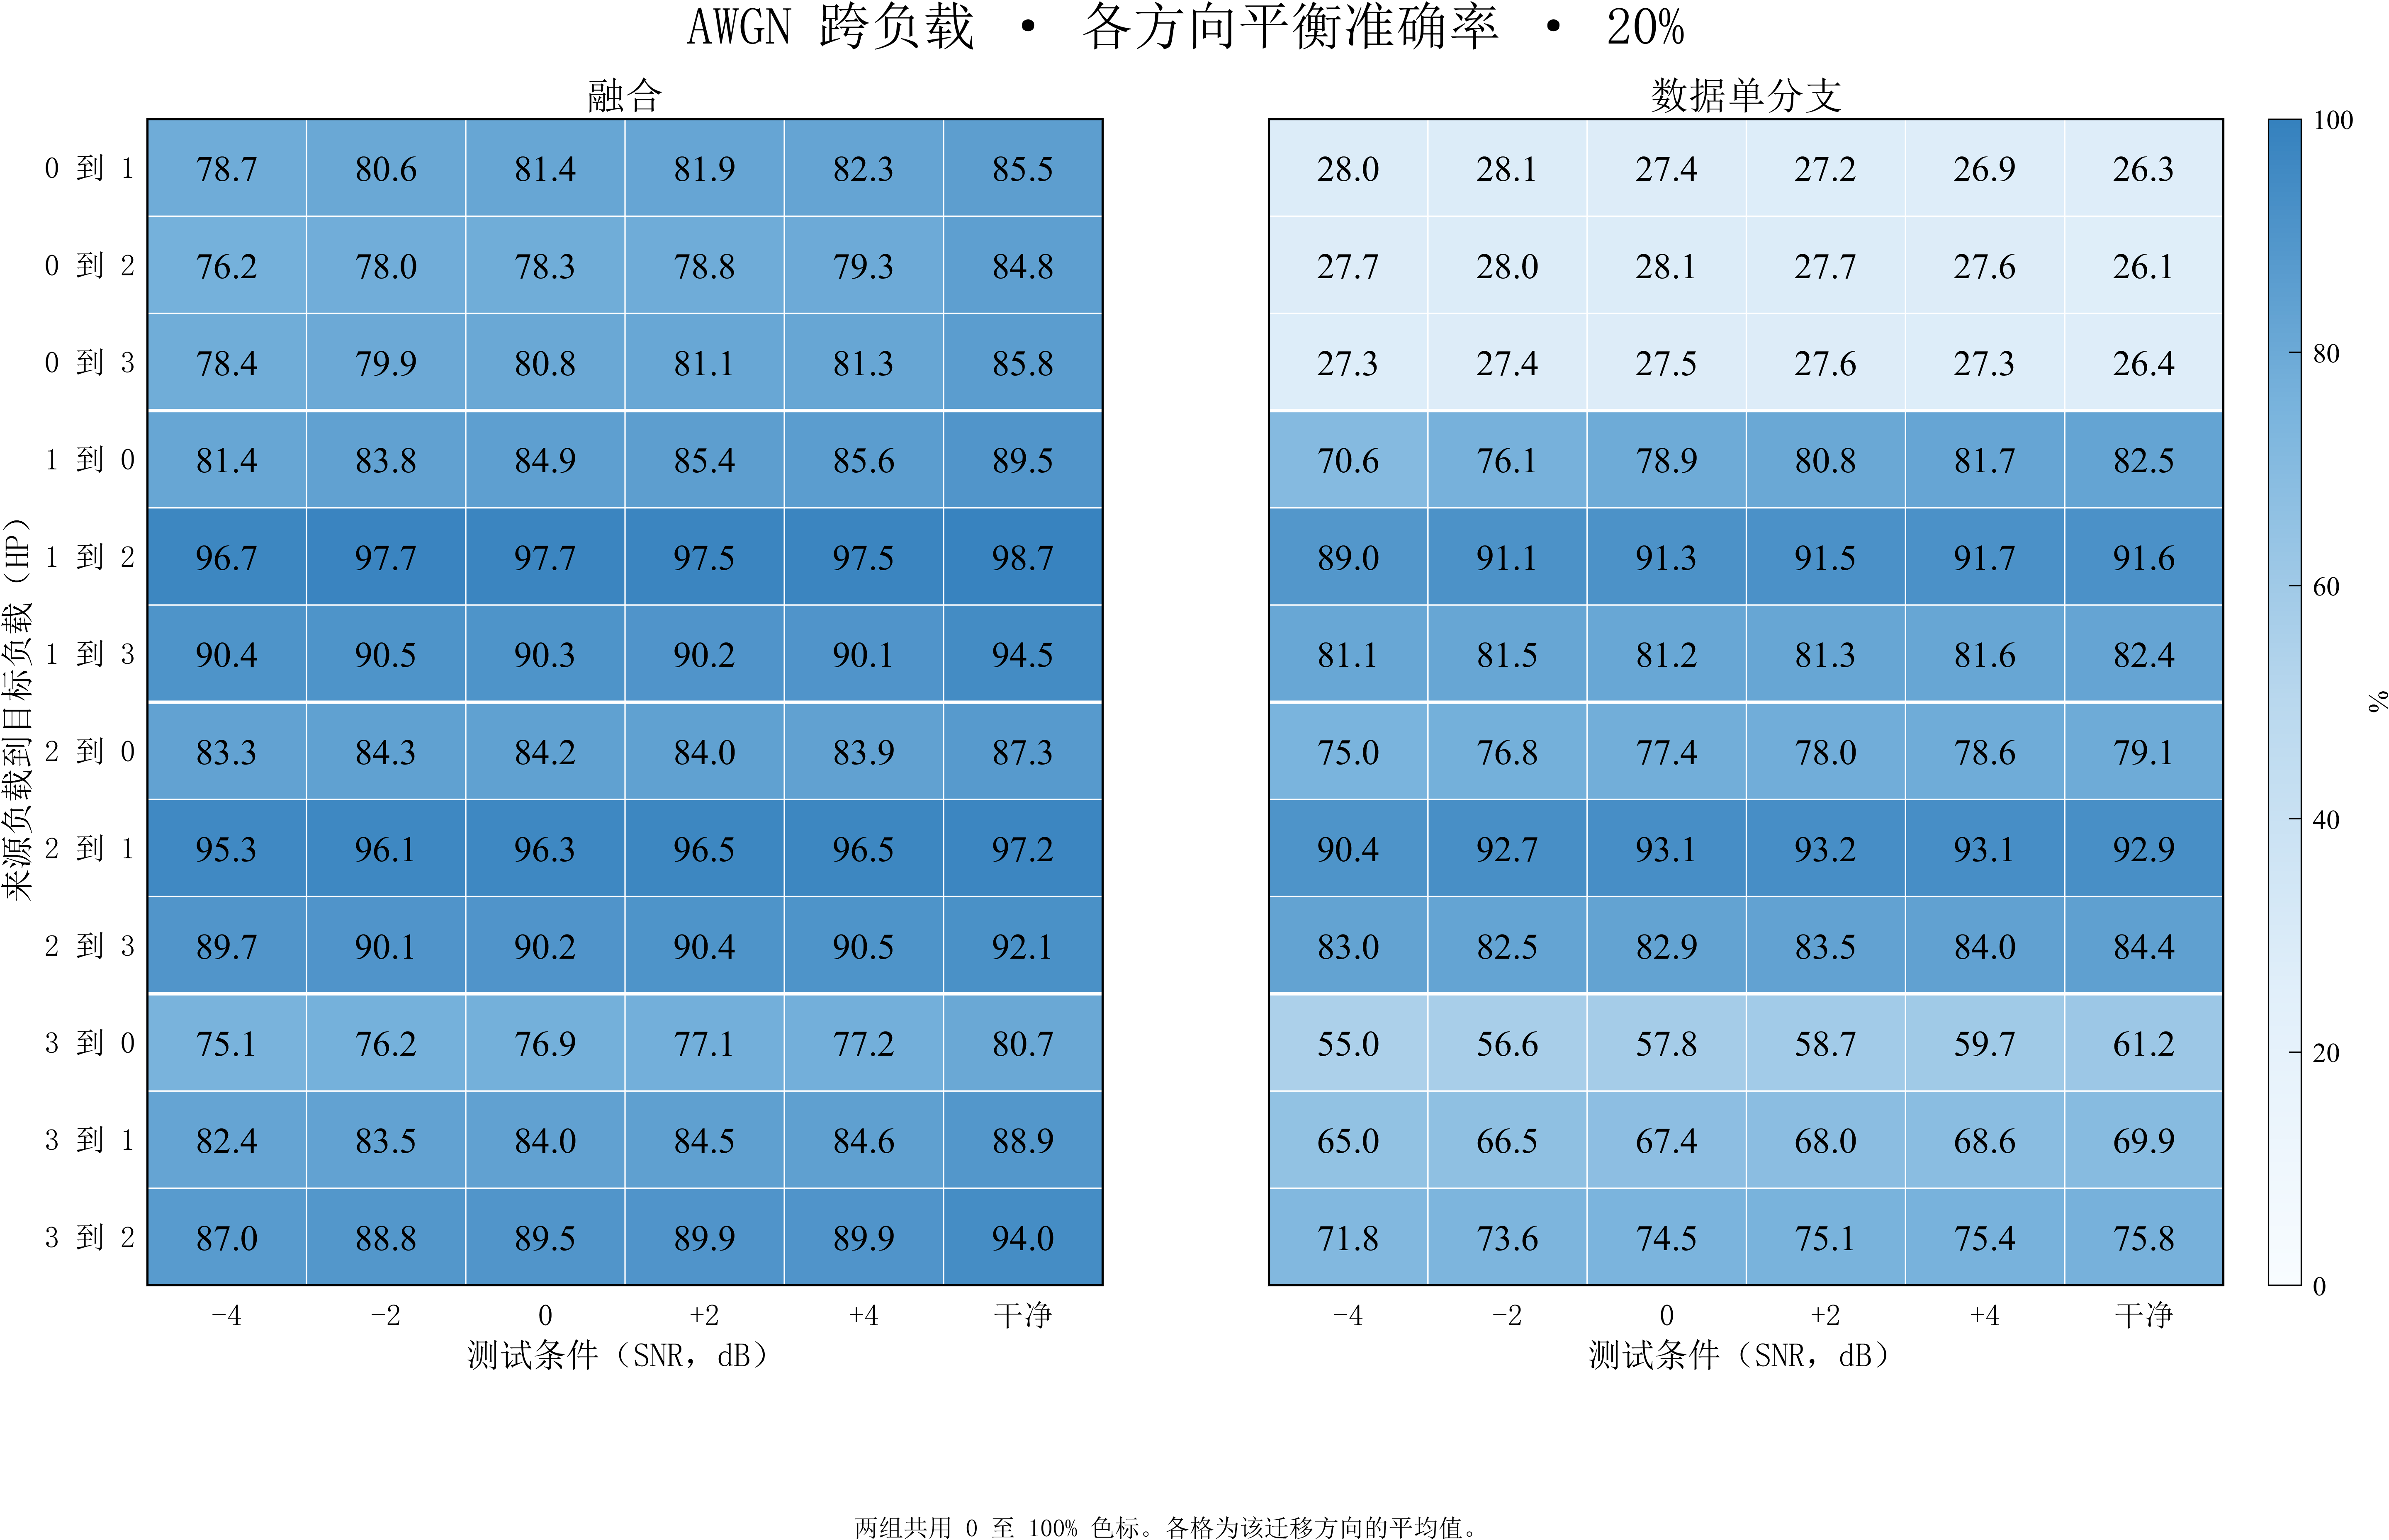 AWGN 跨负载 · 各方向平衡准确率 · 20%
融合 数据单分支
来源负载到目标负载（HP）
0 到 1 78.7 80.6 81.4 81.9 82.3 85.5 28.0 28.1 27.4 27.2 26.9 26.3
0 到 2 76.2 78.0 78.3 78.8 79.3 84.8 27.7 28.0 28.1 27.7 27.6 26.1
0 到 3 78.4 79.9 80.8 81.1 81.3 85.8 27.3 27.4 27.5 27.6 27.3 26.4
1 到 0 81.4 83.8 84.9 85.4 85.6 89.5 70.6 76.1 78.9 80.8 81.7 82.5
1 到 2 96.7 97.7 97.7 97.5 97.5 98.7 89.0 91.1 91.3 91.5 91.7 91.6
1 到 3 90.4 90.5 90.3 90.2 90.1 94.5 81.1 81.5 81.2 81.3 81.6 82.4
2 到 0 83.3 84.3 84.2 84.0 83.9 87.3 75.0 76.8 77.4 78.0 78.6 79.1
2 到 1 95.3 96.1 96.3 96.5 96.5 97.2 90.4 92.7 93.1 93.2 93.1 92.9
2 到 3 89.7 90.1 90.2 90.4 90.5 92.1 83.0 82.5 82.9 83.5 84.0 84.4
3 到 0 75.1 76.2 76.9 77.1 77.2 80.7 55.0 56.6 57.8 58.7 59.7 61.2
3 到 1 82.4 83.5 84.0 84.5 84.6 88.9 65.0 66.5 67.4 68.0 68.6 69.9
3 到 2 87.0 88.8 89.5 89.9 89.9 94.0 71.8 73.6 74.5 75.1 75.4 75.8
-4 -2 0 +2 +4 干净 -4 -2 0 +2 +4 干净
测试条件（SNR，dB） 测试条件（SNR，dB）
100
80
60
40
20
0
%
两组共用 0 至 100% 色标。各格为该迁移方向的平均值。